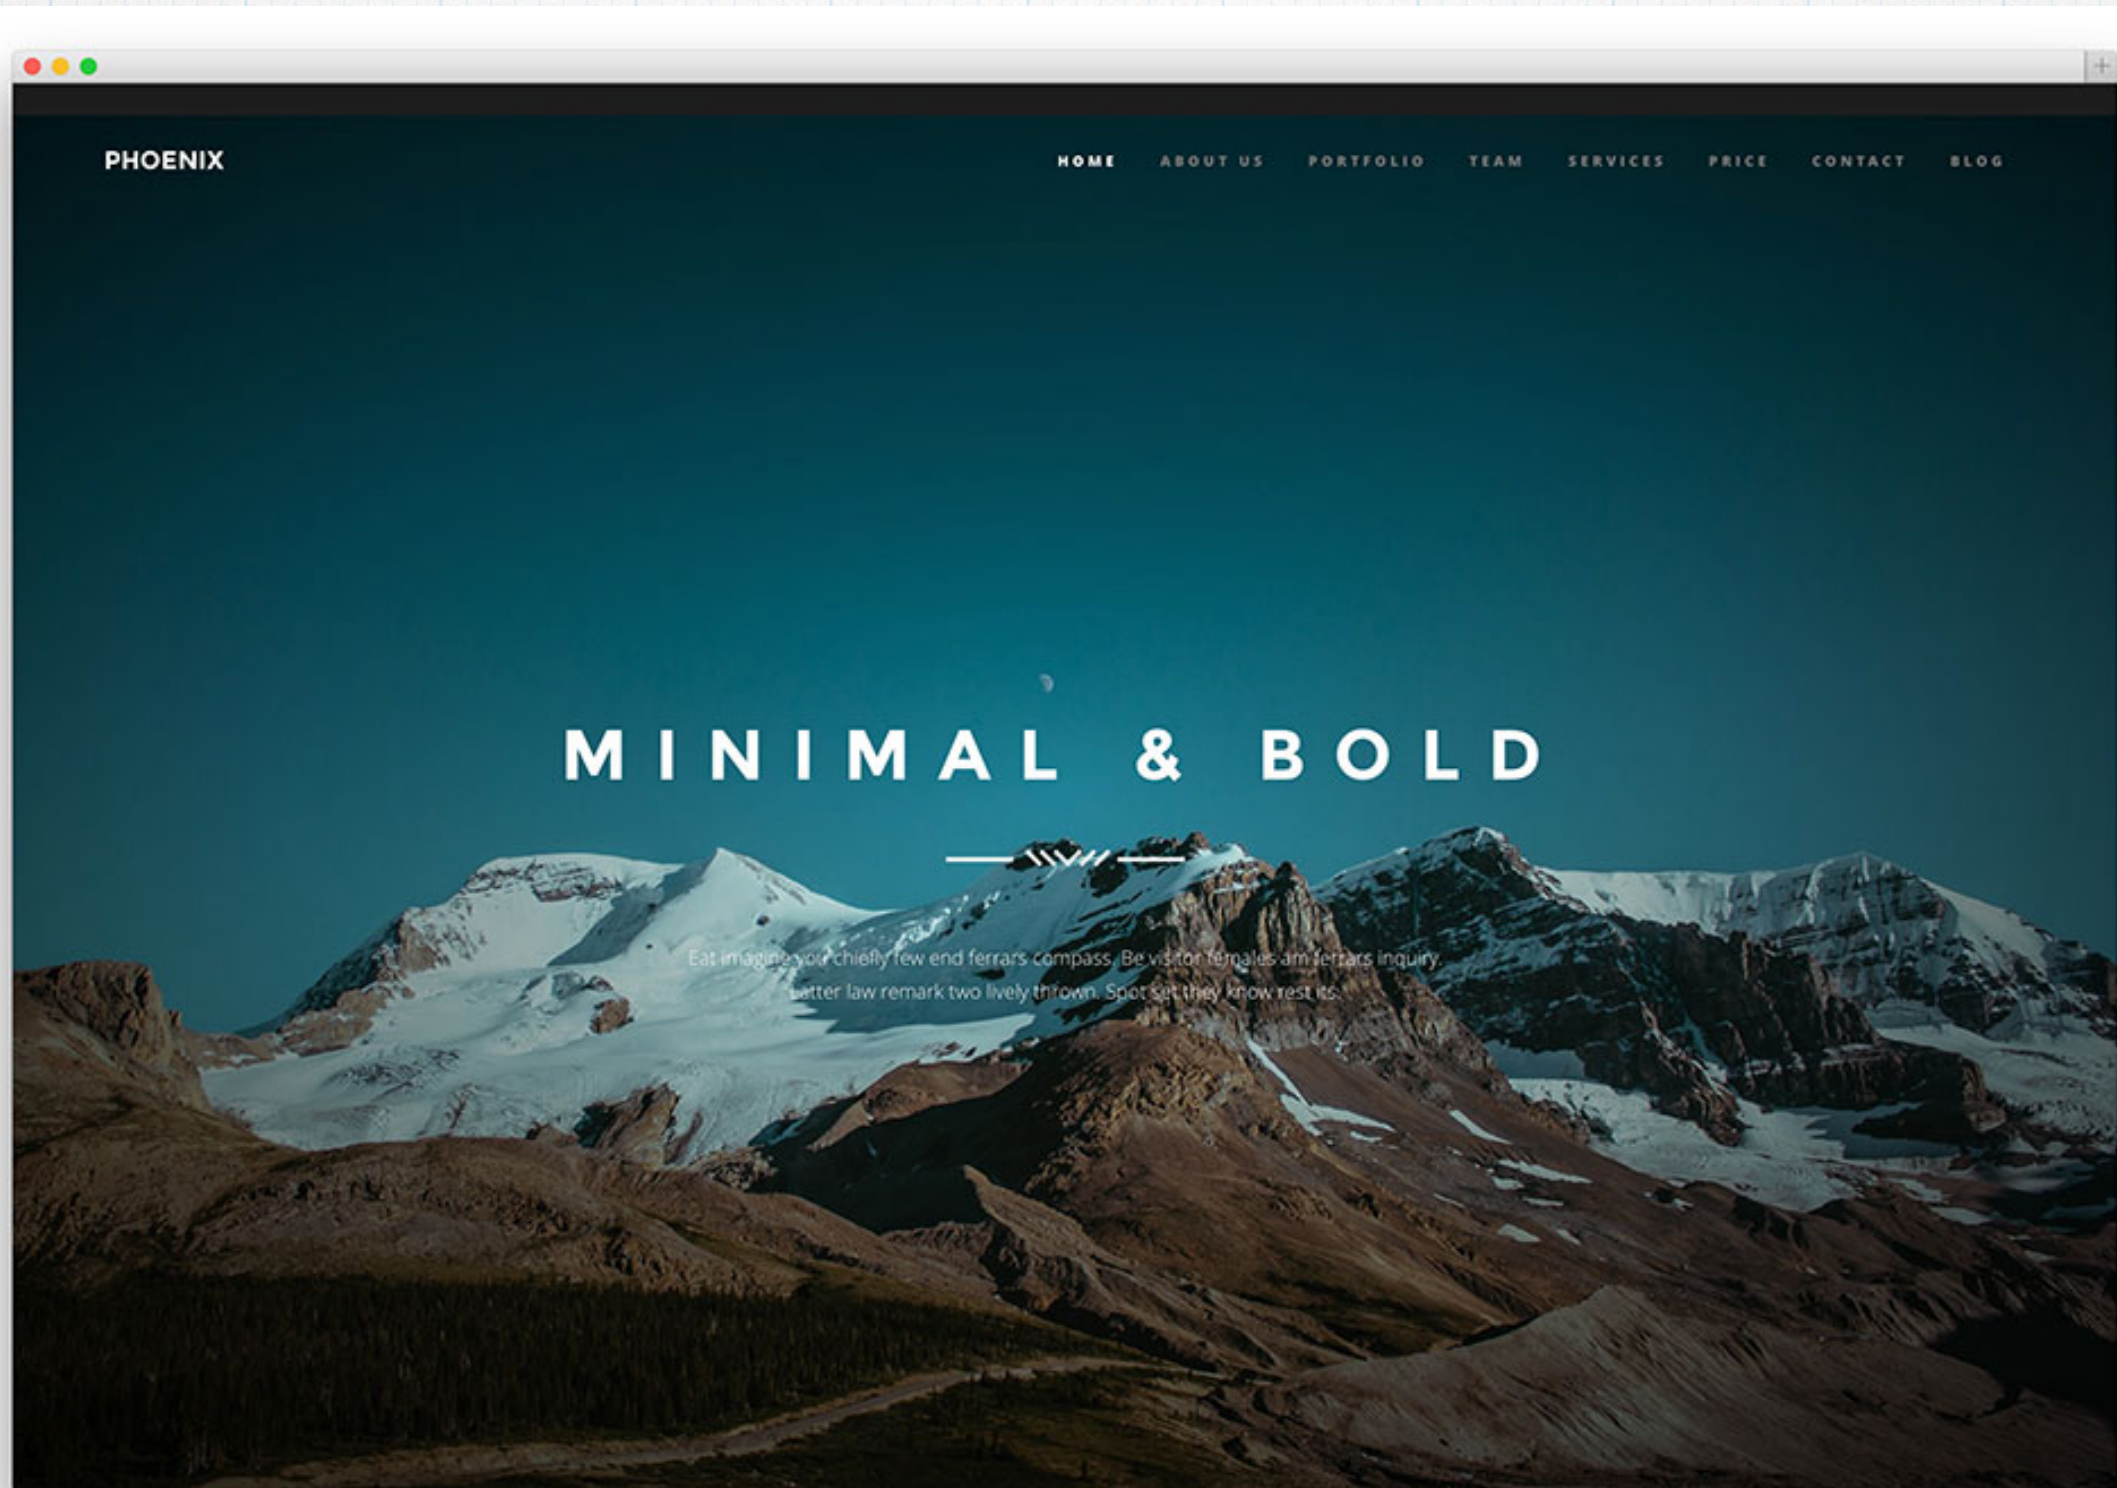 PHOENIX
HOME ABOUT US PORTFOLIO TEAM SERVICES PRICE CONTACT BLOG
MINIMAL & BOLD
Eat imagine you chiefly few end ferrars compass. Be visitor females am ferrars inquiry.
Latter law remark two lively thrown. Spot set they know rest its.